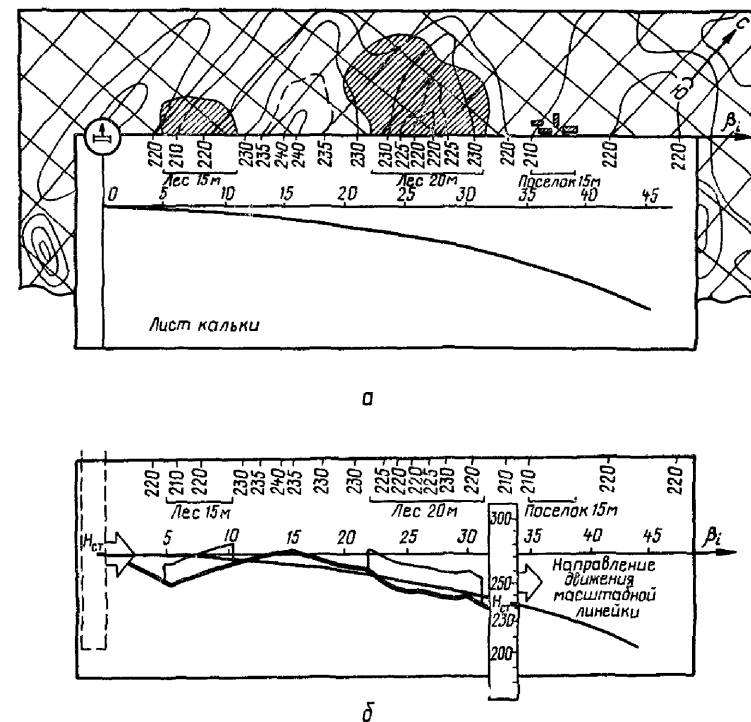 С
Ю
βi
220 210 220 230 235 240 240 235 230 230 225 220 220 225 230 220 210 220 220
Лес 15м Лес 20м Поселок 15м
0 5 10 15 20 25 30 35 40 45
Лист кальки
а
220 210 220 230 235 240 235 230 230 225 220 220 225 230 220 210 210 220 220
Лес 15м Лес 20м Поселок 15м
300
Hст 5 10 15 20 25 30 35 40 45 βi
250
Hст
230
200
Направление
движения
масштабной
линейки
б